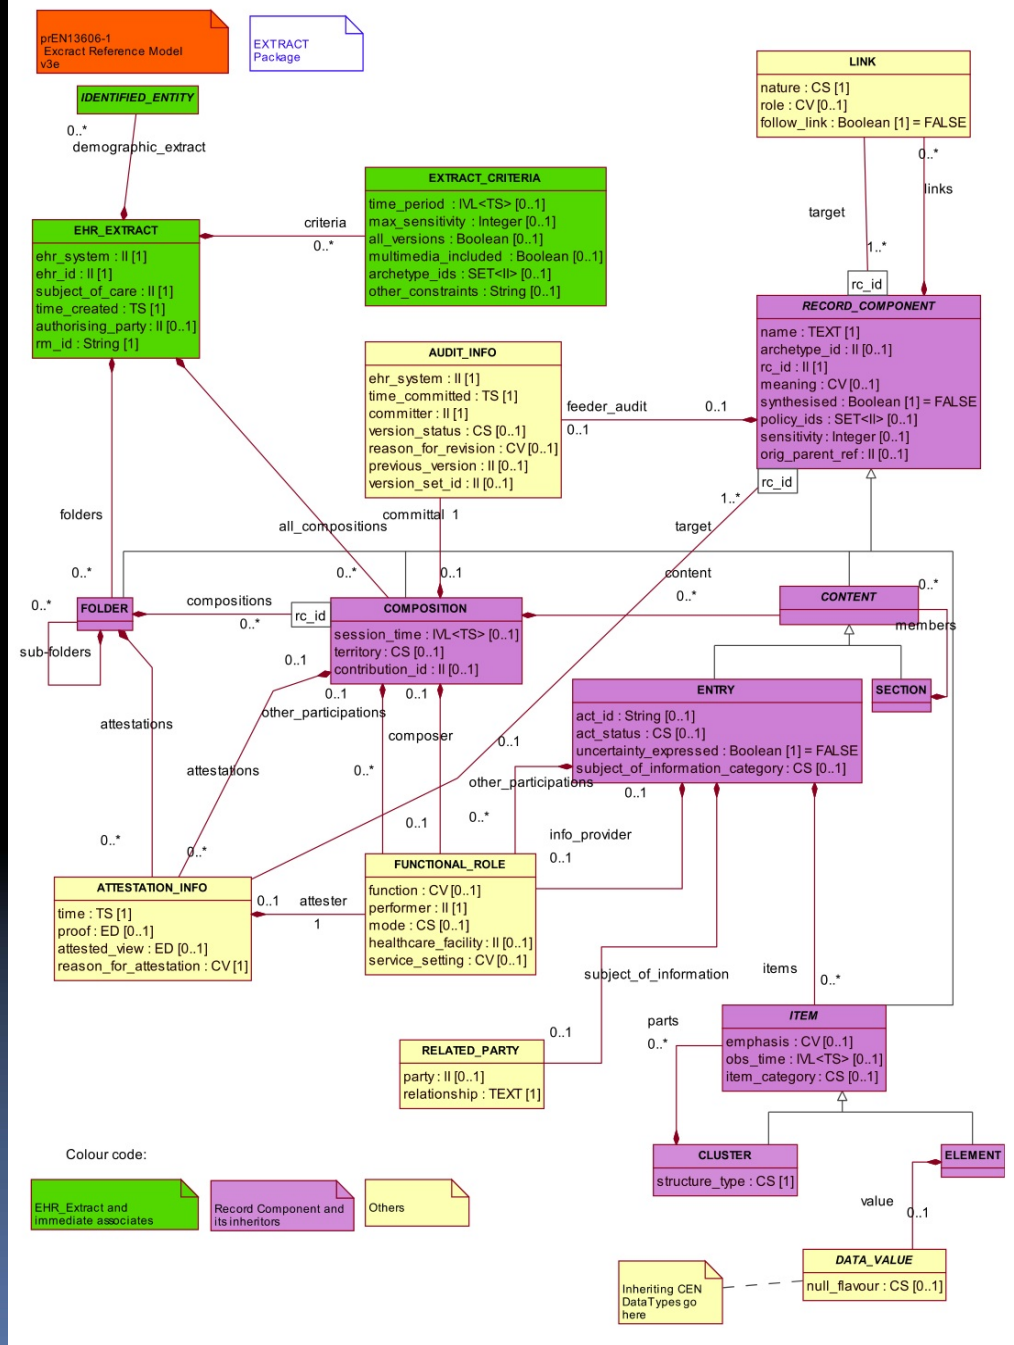 prEN13606-1
Excract Reference Model
v3e
EXTRACT
Package
IDENTIFIED_ENTITY
0..*
demographic_extract
LINK
nature : CS [1]
role : CV [0..1]
follow_link : Boolean [1] = FALSE
0..*
links
target
1..*
rc_id
EXTRACT_CRITERIA
time_period : IVL<TS> [0..1]
max_sensitivity : Integer [0..1]
all_versions : Boolean [0..1]
multimedia_included : Boolean [0..1]
archetype_ids : SET<II> [0..1]
other_constraints : String [0..1]
criteria
0..*
EHR_EXTRACT
ehr_system : II [1]
ehr_id : II [1]
subject_of_care : II [1]
time_created : TS [1]
authorising_party : II [0..1]
rm_id : String [1]
RECORD_COMPONENT
name : TEXT [1]
archetype_id : II [0..1]
rc_id : II [1]
meaning : CV [0..1]
synthesised : Boolean [1] = FALSE
policy_ids : SET<II> [0..1]
sensitivity : Integer [0..1]
orig_parent_ref : II [0..1]
rc_id
1..*
target
AUDIT_INFO
ehr_system : II [1]
time_committed : TS [1]
committer : II [1]
version_status : CS [0..1]
reason_for_revision : CV [0..1]
previous_version : II [0..1]
version_set_id : II [0..1]
feeder_audit
0..1
0..1
committal 1
0..1
folders
0..*
all_compositions
0..*
content
0..*
FOLDER
0..*
sub-folders
compositions
0..*
rc_id
COMPOSITION
session_time : IVL<TS> [0..1]
territory : CS [0..1]
contribution_id : II [0..1]
CONTENT
0..*
members
SECTION
ENTRY
act_id : String [0..1]
act_status : CS [0..1]
uncertainty_expressed : Boolean [1] = FALSE
subject_of_information_category : CS [0..1]
0..1
0..1
0..1
other_participations
composer
attestations
attestations
0..*
0..1
0..1
other_participations
0..1
0..*
info_provider
0..1
0..*
0..*
ATTESTATION_INFO
time : TS [1]
proof : ED [0..1]
attested_view : ED [0..1]
reason_for_attestation : CV [1]
0..1
attester
1
FUNCTIONAL_ROLE
function : CV [0..1]
performer : II [1]
mode : CS [0..1]
healthcare_facility : II [0..1]
service_setting : CV [0..1]
subject_of_information
0..1
items
0..*
RELATED_PARTY
party : II [0..1]
relationship : TEXT [1]
parts
0..*
ITEM
emphasis : CV [0..1]
obs_time : IVL<TS> [0..1]
item_category : CS [0..1]
CLUSTER
structure_type : CS [1]
ELEMENT
value
0..1
DATA_VALUE
null_flavour : CS [0..1]
Inheriting CEN
DataTypes go
here
Colour code:
EHR_Extract and
immediate associates
Record Component and
its inheritors
Others